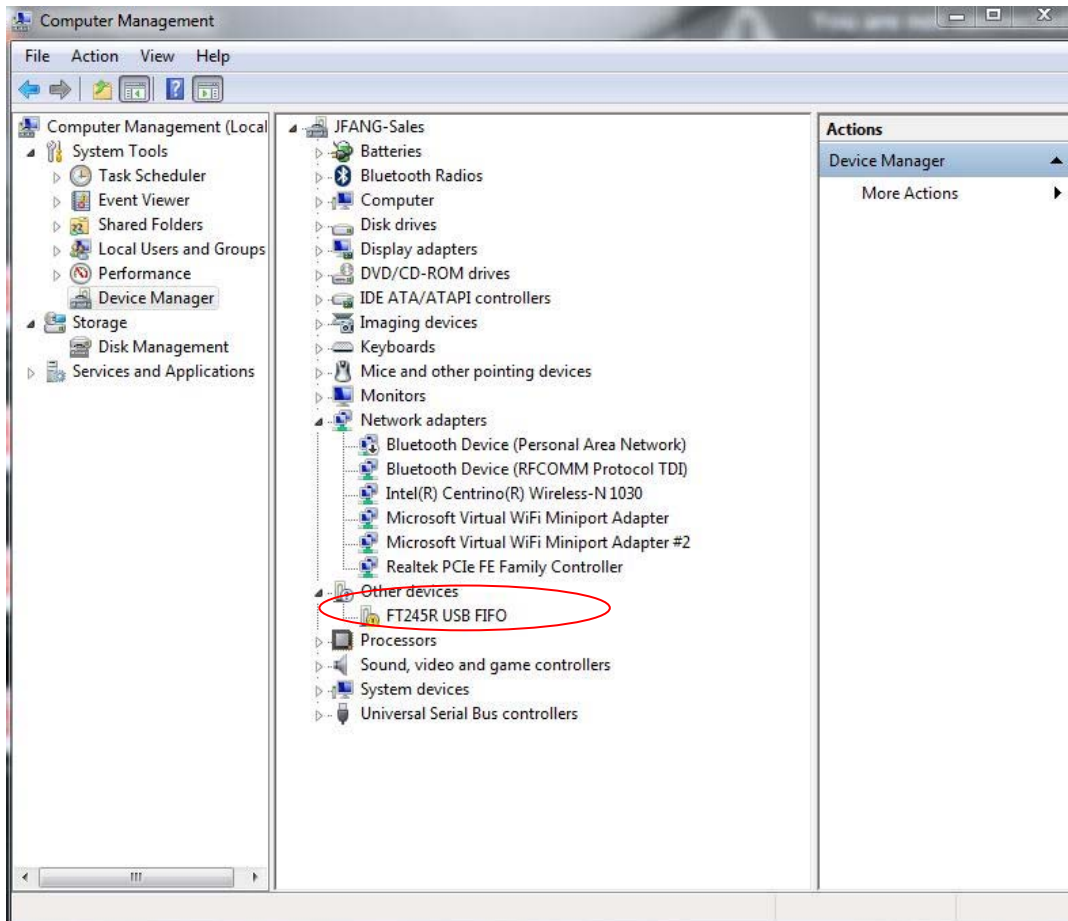 Computer Management
File Action View Help
Computer Management (Local
System Tools
Task Scheduler
Event Viewer
Shared Folders
Local Users and Groups
Performance
Device Manager
Storage
Disk Management
Services and Applications
JFANG-Sales
Batteries
Bluetooth Radios
Computer
Disk drives
Display adapters
DVD/CD-ROM drives
IDE ATA/ATAPI controllers
Imaging devices
Keyboards
Mice and other pointing devices
Monitors
Network adapters
Bluetooth Device (Personal Area Network)
Bluetooth Device (RFCOMM Protocol TDI)
Intel(R) Centrino(R) Wireless-N 1030
Microsoft Virtual WiFi Miniport Adapter
Microsoft Virtual WiFi Miniport Adapter #2
Realtek PCIe FE Family Controller
Other devices
FT245R USB FIFO
Processors
Sound, video and game controllers
System devices
Universal Serial Bus controllers
Actions
Device Manager
More Actions